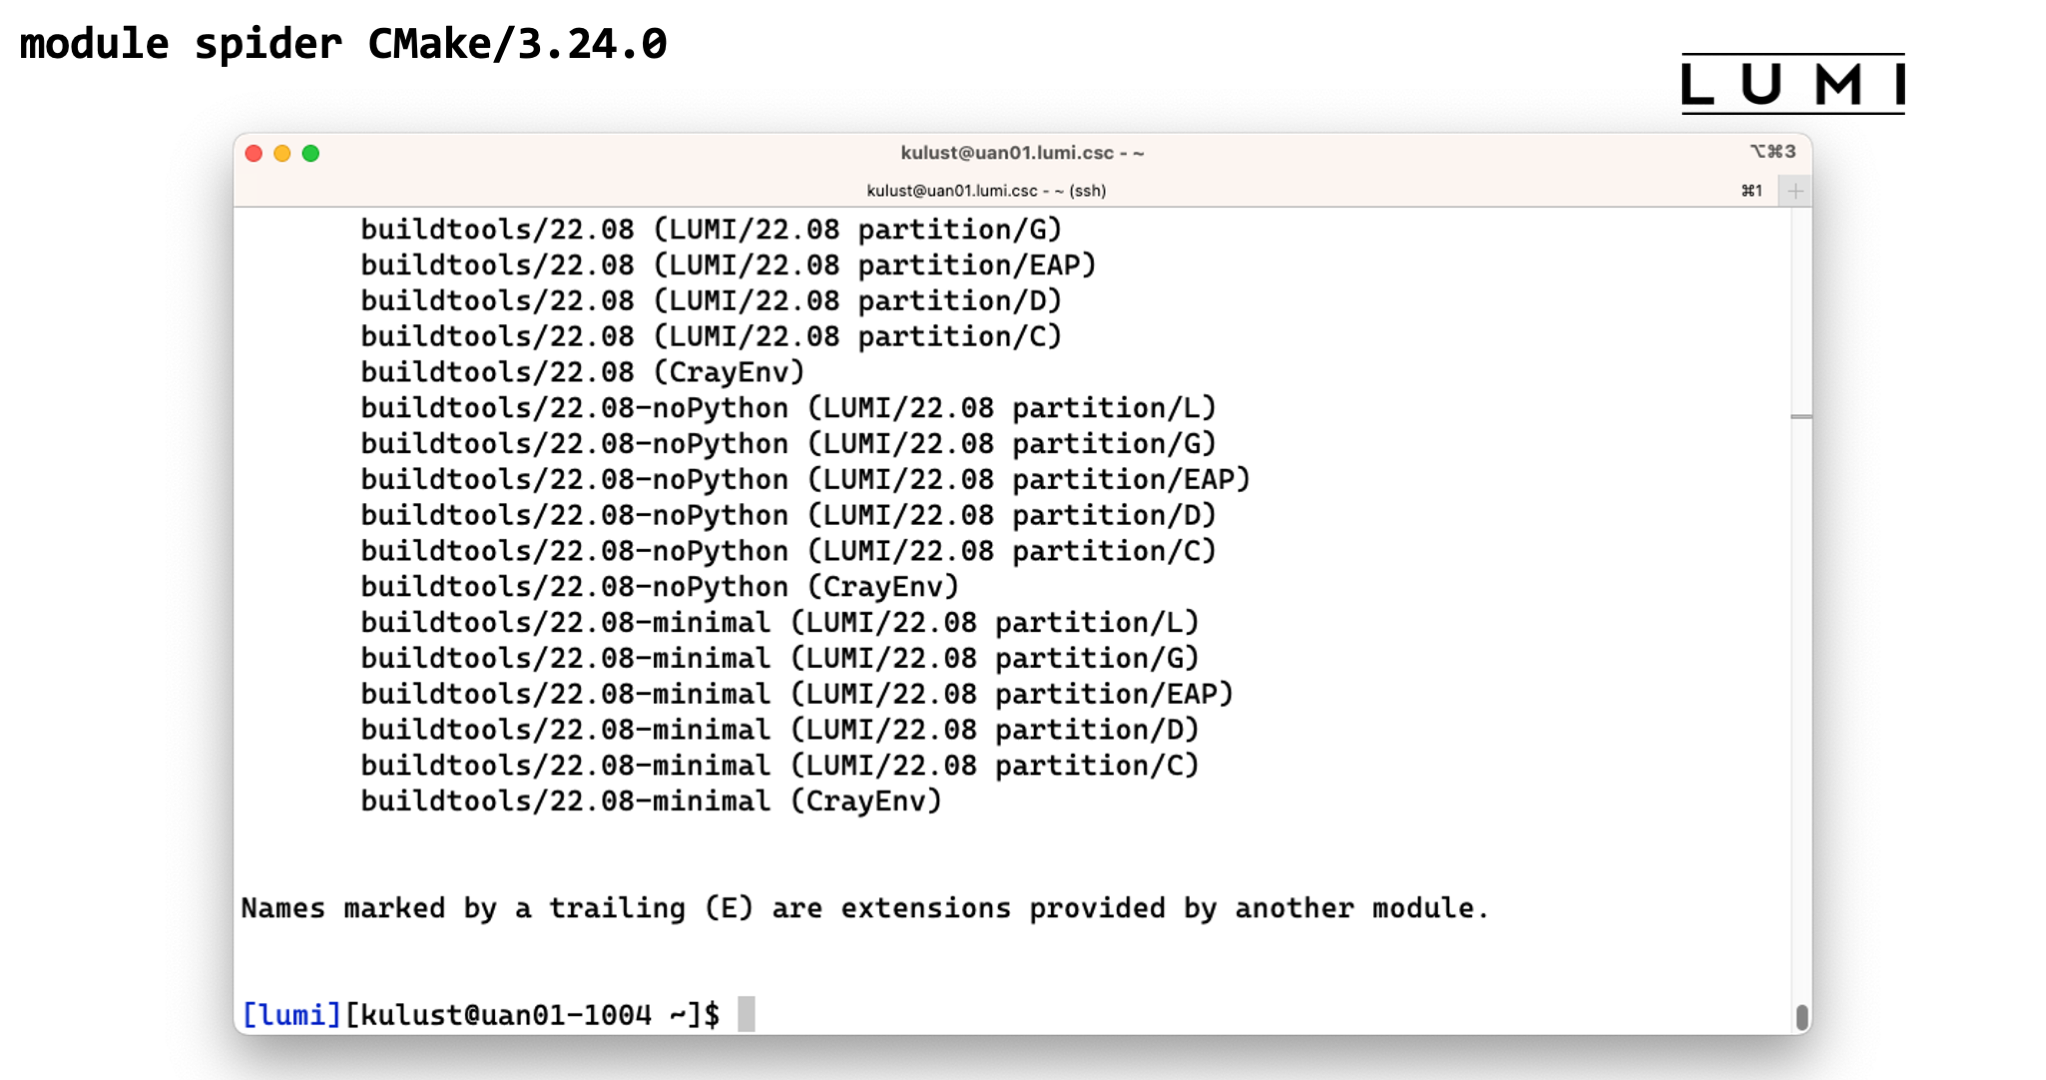 module spider CMake/3.24.0
LUMI
kulust@uan01.lumi.csc - ~
⌥⌘3
kulust@uan01.lumi.csc - ~ (ssh)
⌘1
+
buildtools/22.08 (LUMI/22.08 partition/G)
buildtools/22.08 (LUMI/22.08 partition/EAP)
buildtools/22.08 (LUMI/22.08 partition/D)
buildtools/22.08 (LUMI/22.08 partition/C)
buildtools/22.08 (CrayEnv)
buildtools/22.08-noPython (LUMI/22.08 partition/L)
buildtools/22.08-noPython (LUMI/22.08 partition/G)
buildtools/22.08-noPython (LUMI/22.08 partition/EAP)
buildtools/22.08-noPython (LUMI/22.08 partition/D)
buildtools/22.08-noPython (LUMI/22.08 partition/C)
buildtools/22.08-noPython (CrayEnv)
buildtools/22.08-minimal (LUMI/22.08 partition/L)
buildtools/22.08-minimal (LUMI/22.08 partition/G)
buildtools/22.08-minimal (LUMI/22.08 partition/EAP)
buildtools/22.08-minimal (LUMI/22.08 partition/D)
buildtools/22.08-minimal (LUMI/22.08 partition/C)
buildtools/22.08-minimal (CrayEnv)
Names marked by a trailing (E) are extensions provided by another module.
[lumi][kulust@uan01-1004 ~]$